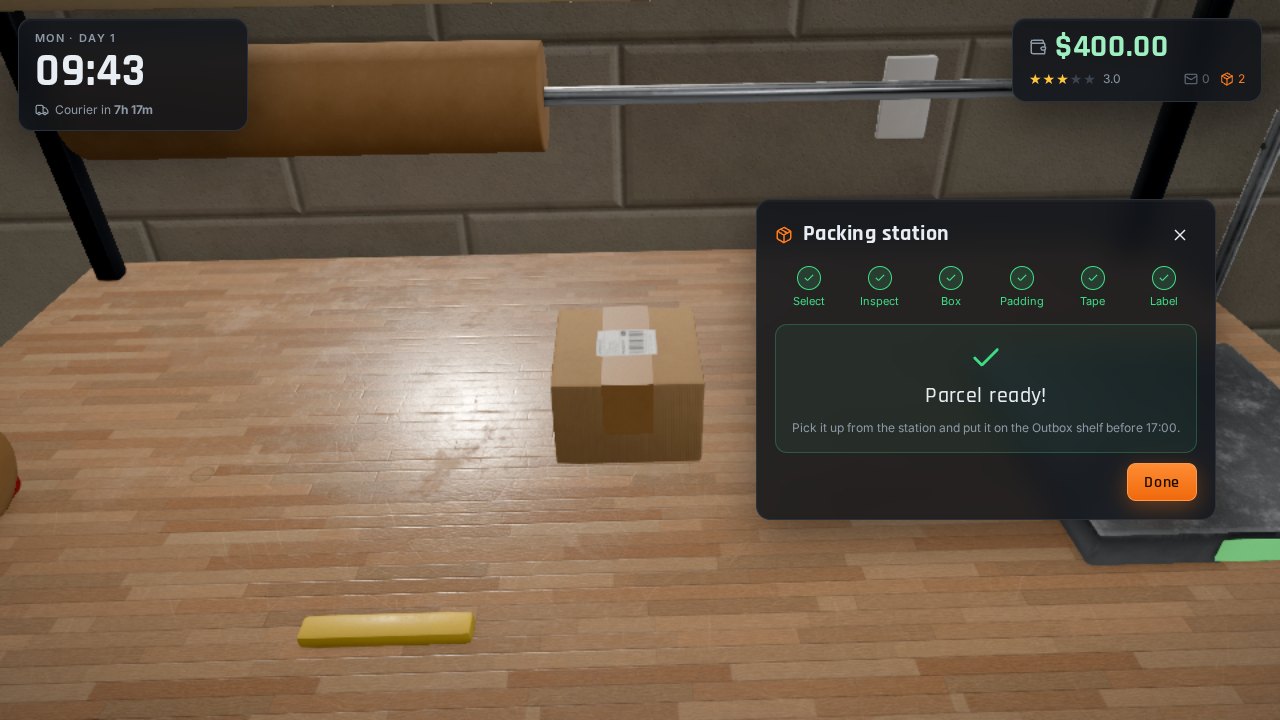 MON · DAY 1
09:43
Courier in 7h 17m
$400.00
3.0
0
2
Packing station
Select
Inspect
Box
Padding
Tape
Label
Parcel ready!
Pick it up from the station and put it on the Outbox shelf before 17:00.
Done